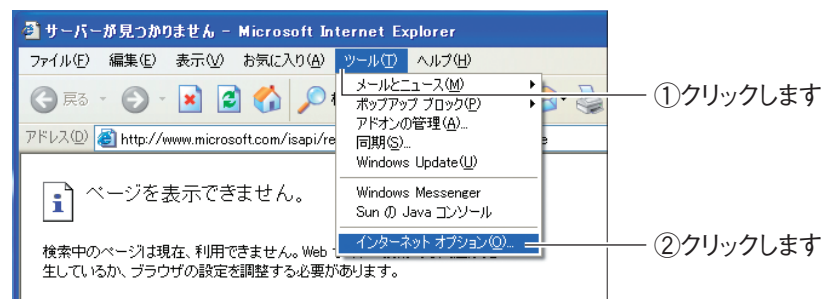 サーバーが見つかりません - Microsoft Internet Explorer
ファイル(F) 編集(E) 表示(V) お気に入り(A) ツール(T) ヘルプ(H)
メールとニュース(M)
戻る
ポップアップ ブロック(P)
①クリックします
アドオンの管理(A)...
アドレス(D) http://www.microsoft.com/isapi/re
同期(S)...
Windows Update(U)
ページを表示できません。
Windows Messenger
Sun の Java コンソール
インターネット オプション(O)...
②クリックします
検索中のページは現在、利用できません。Web
生しているか、ブラウザの設定を調整する必要があります。